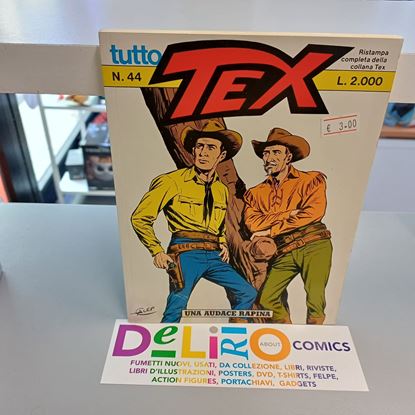 tutto
N. 44
TEX
Ristampa
completa della
collana Tex
L. 2.000
€ 3.00
UNA AUDACE RAPINA
DeLiRiO ABOUT COMICS
FUMETTI NUOVI, USATI, DA COLLEZIONE, LIBRI, RIVISTE,
LIBRI D'ILLUSTRAZIONI, POSTERS, DVD, T-SHIRTS, FELPE,
ACTION FIGURES, PORTACHIAVI, GADGETS